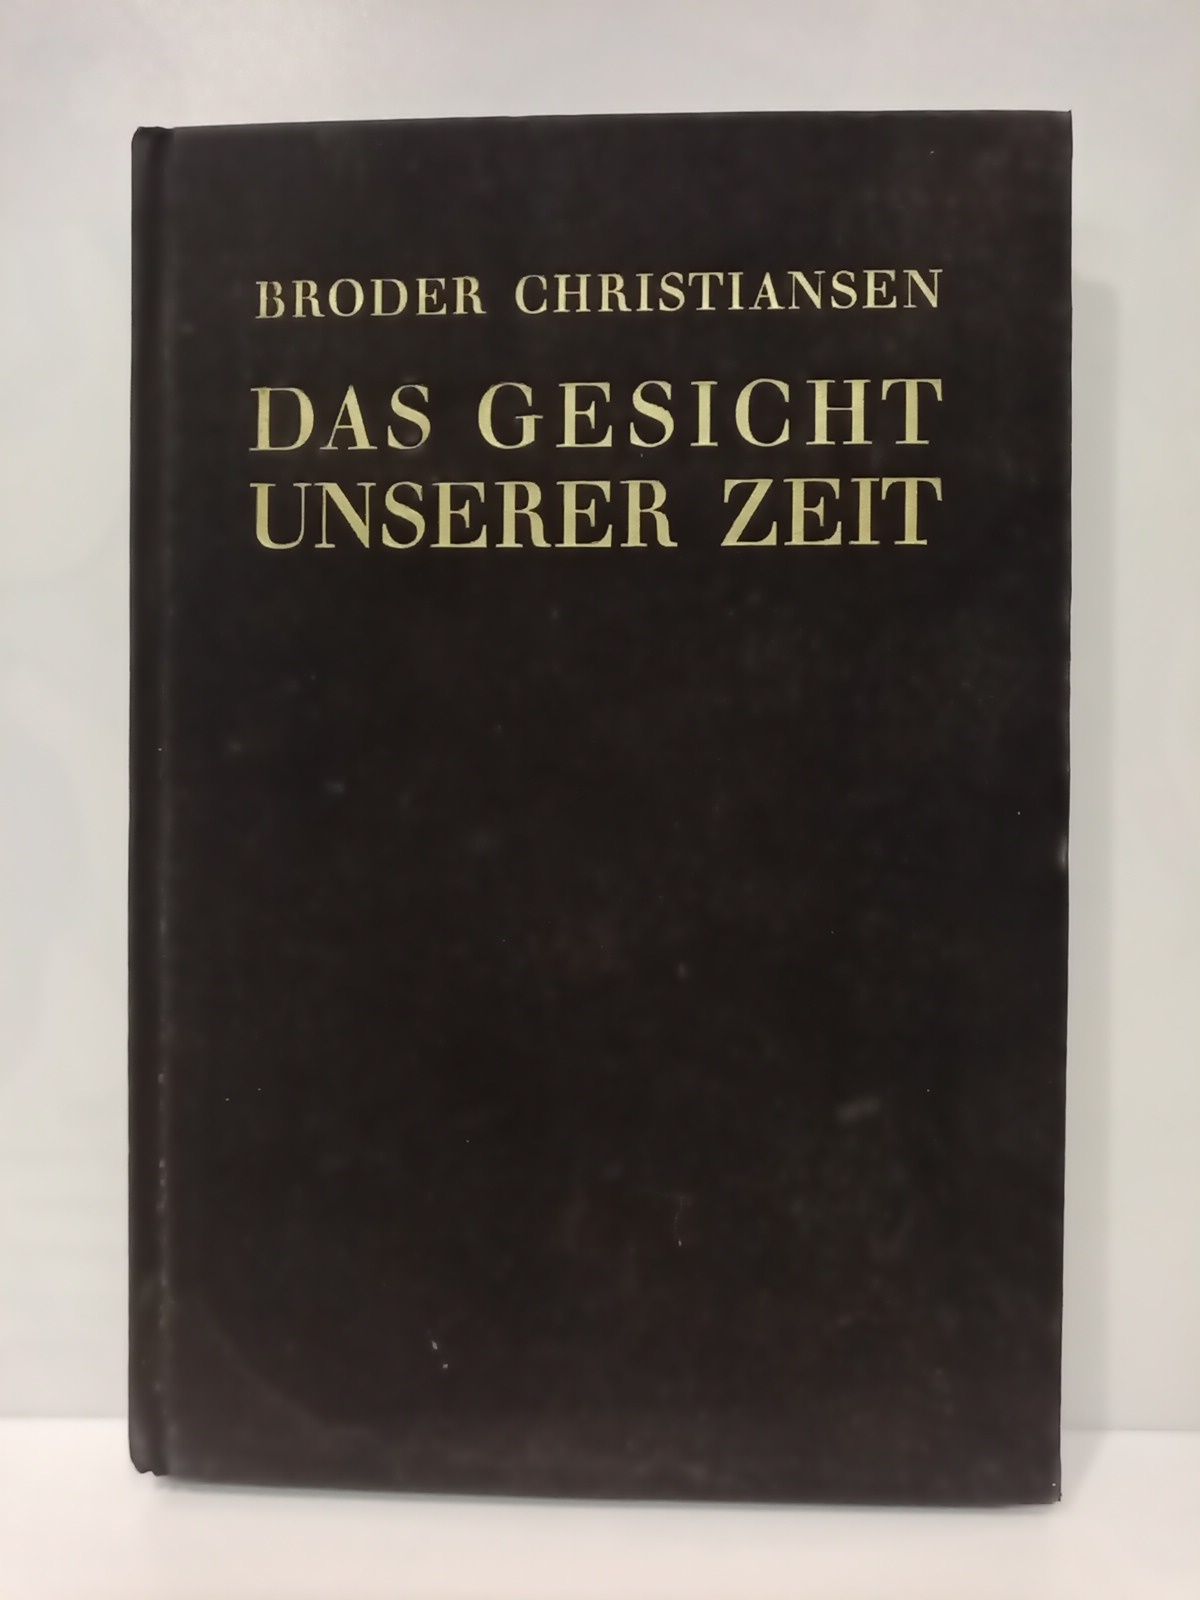 BRODER CHRISTIANSEN
DAS GESICHT
UNSERER ZEIT